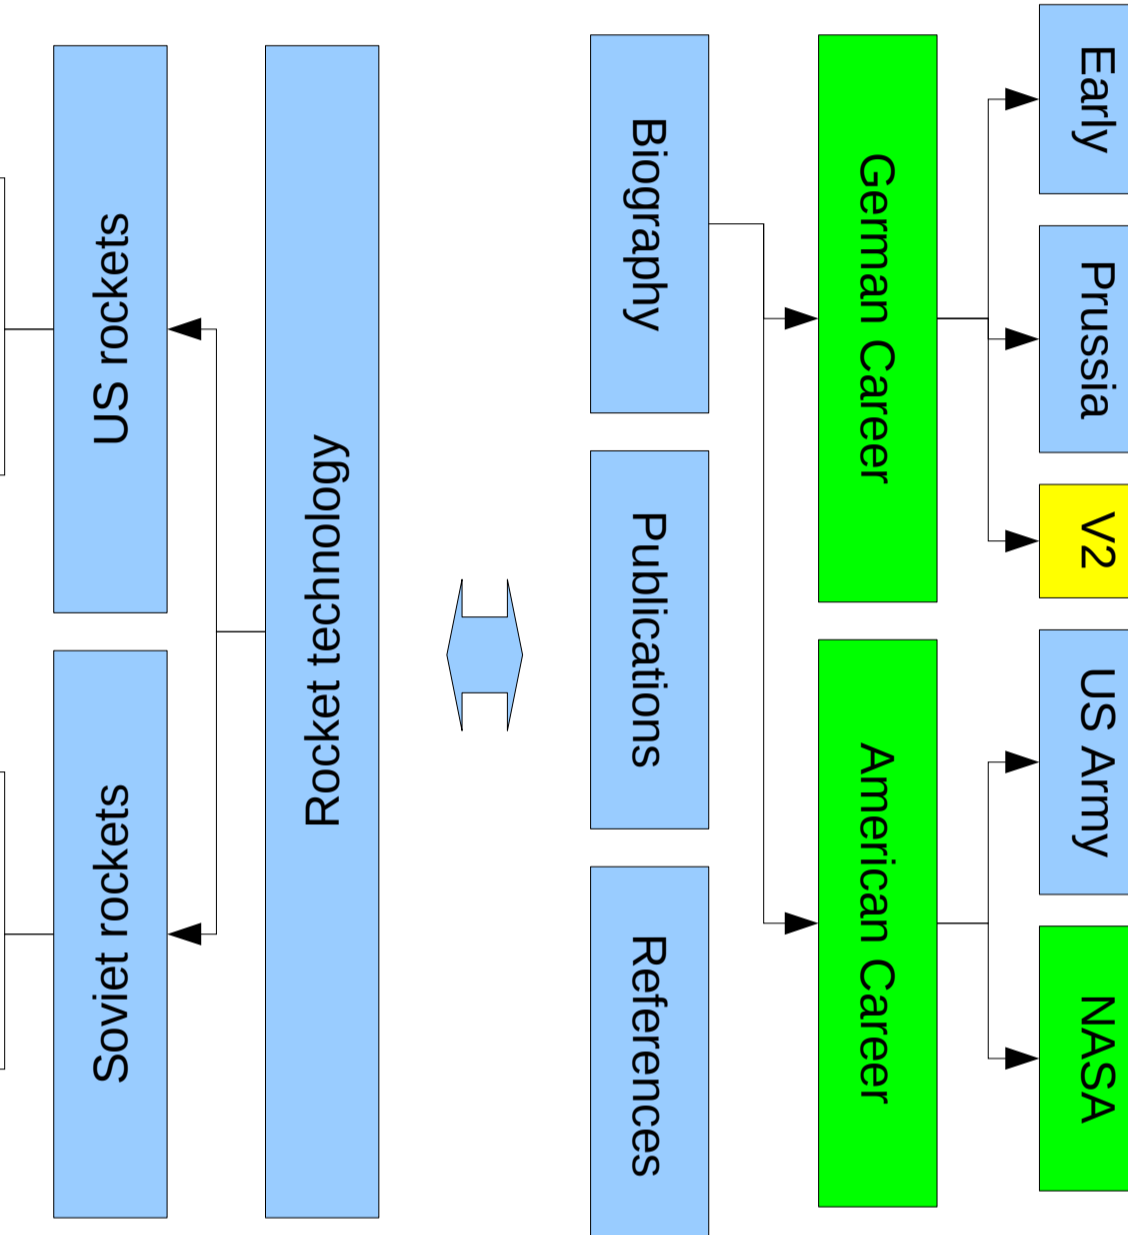 Early
Prussia
V2
US Army
NASA
German Career
American Career
Biography
Publications
References
Rocket technology
US rockets
Soviet rockets